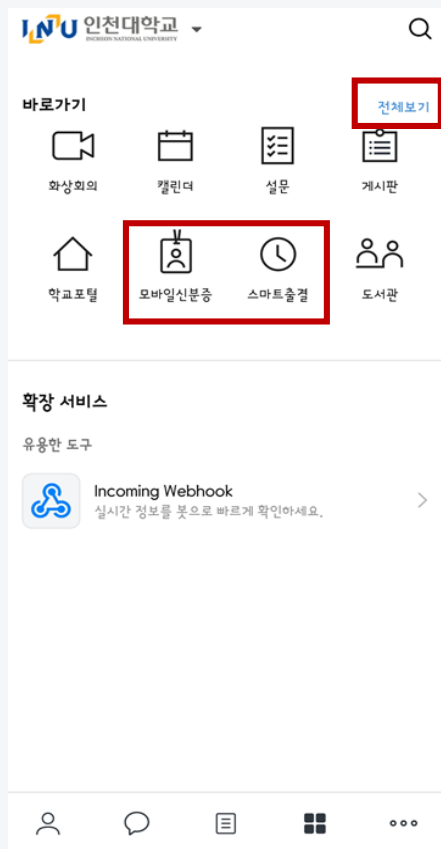 INU 인천대학교
INCHEON NATIONAL UNIVERSITY
바로가기
전체보기
화상회의 캘린더 설문 게시판
학교포털 모바일신분증 스마트출결 도서관
확장 서비스
유용한 도구
Incoming Webhook
실시간 정보를 봇으로 빠르게 확인하세요.